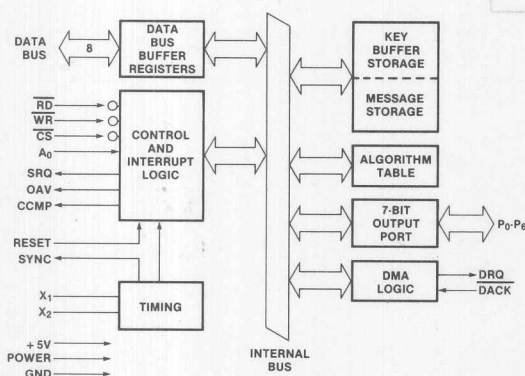 DATA
BUS
8
DATA
BUS
BUFFER
REGISTERS
RD
WR
CS
A0
SRQ
OAV
CCMP
CONTROL
AND
INTERRUPT
LOGIC
RESET
SYNC
X1
X2
TIMING
+5V
POWER
GND
INTERNAL
BUS
KEY
BUFFER
STORAGE
MESSAGE
STORAGE
ALGORITHM
TABLE
7-BIT
OUTPUT
PORT
P0-P6
DMA
LOGIC
DRQ
DACK